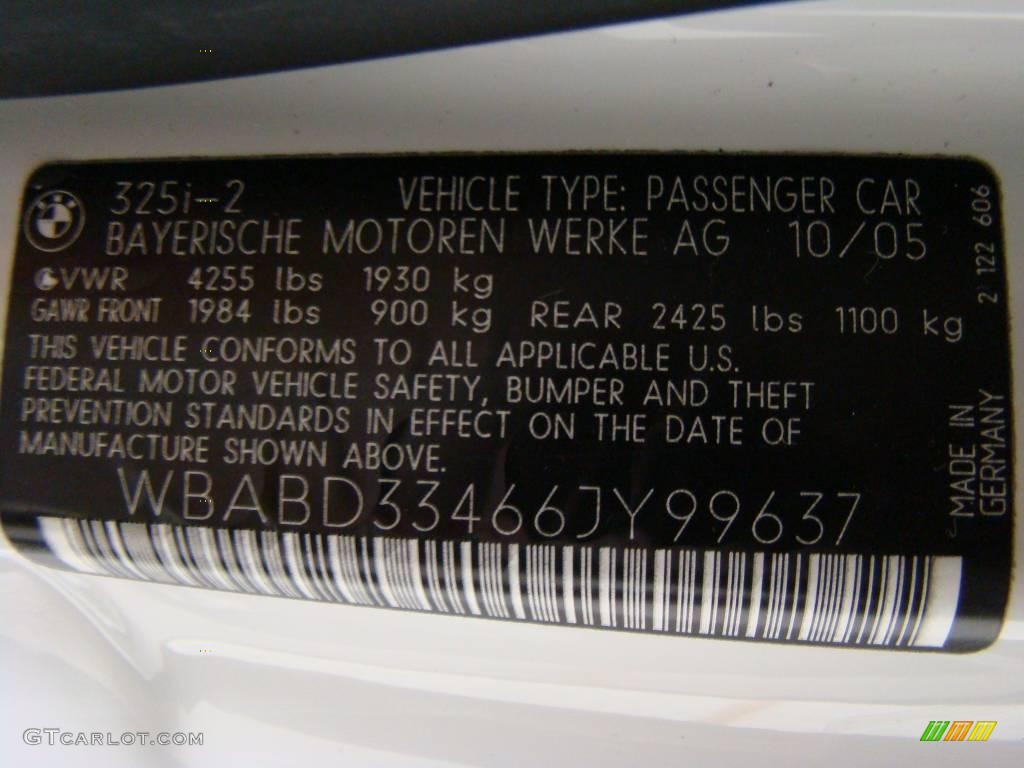 325i-2 VEHICLE TYPE: PASSENGER CAR
BAYERISCHE MOTOREN WERKE AG 10/05
GVWR 4255 lbs 1930 kg
GAWR FRONT 1984 lbs 900 kg REAR 2425 lbs 1100 kg
THIS VEHICLE CONFORMS TO ALL APPLICABLE U.S.
FEDERAL MOTOR VEHICLE SAFETY, BUMPER AND THEFT
PREVENTION STANDARDS IN EFFECT ON THE DATE OF
MANUFACTURE SHOWN ABOVE.
WBABD33466JY99637
2 122 606
MADE IN
GERMANY
GTCARLOT.COM